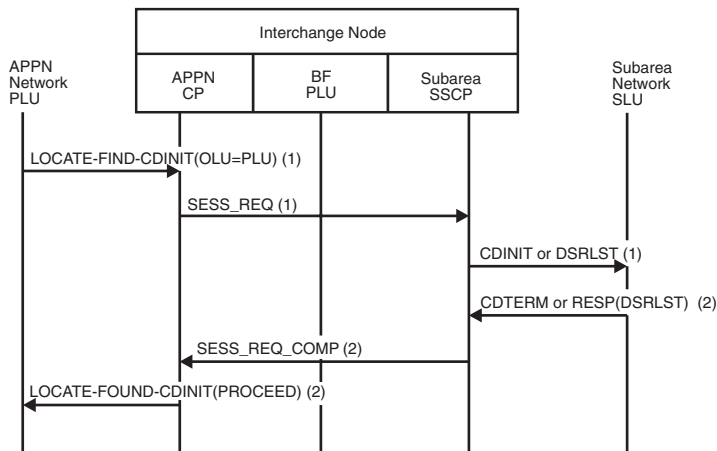 Interchange Node
APPN
Network
PLU
APPN
CP
BF
PLU
Subarea
SSCP
Subarea
Network
SLU
LOCATE-FIND-CDINIT(OLU=PLU) (1)
SESS_REQ (1)
CDINIT or DSRLST (1)
CDTERM or RESP(DSRLST) (2)
SESS_REQ_COMP (2)
LOCATE-FOUND-CDINIT(PROCEED) (2)